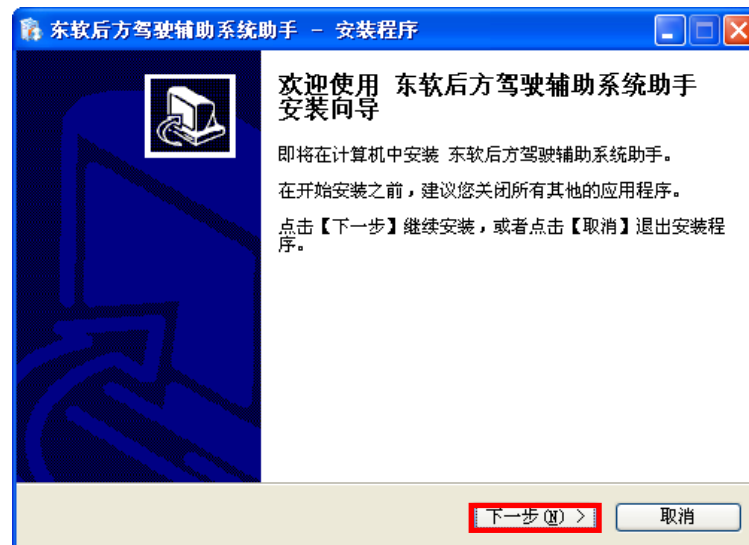 东软后方驾驶辅助系统助手 - 安装程序
欢迎使用 东软后方驾驶辅助系统助手
安装向导
即将在计算机中安装 东软后方驾驶辅助系统助手。
在开始安装之前，建议您关闭所有其他的应用程序。
点击【下一步】继续安装，或者点击【取消】退出安装程
序。
下一步(N) >
取消